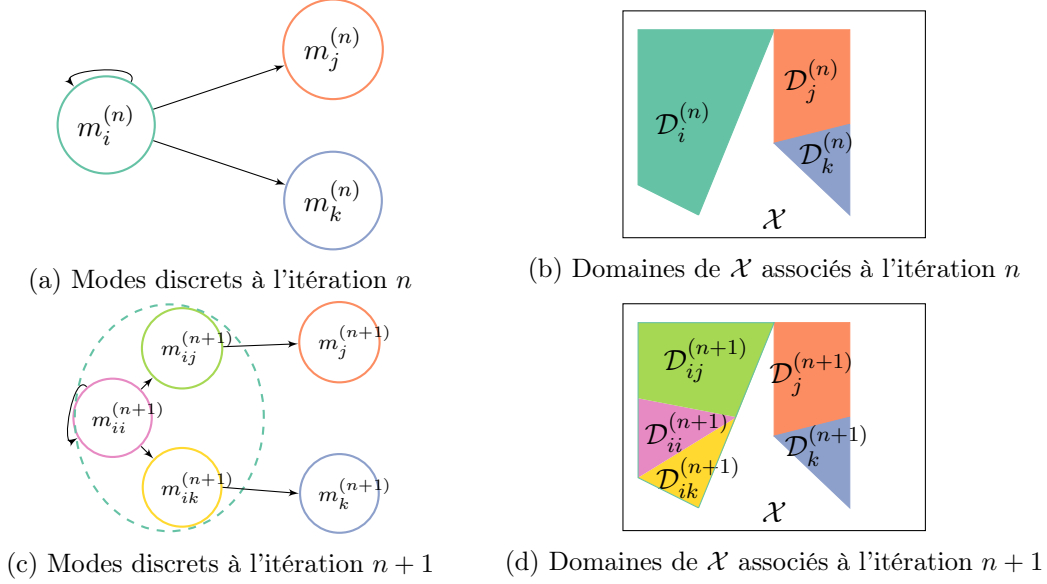 m_i^{(n)}
m_j^{(n)}
m_k^{(n)}
(a) Modes discrets à l'itération n
𝒟_i^{(n)}
𝒟_j^{(n)}
𝒟_k^{(n)}
𝒳
(b) Domaines de 𝒳 associés à l'itération n
m_{ij}^{(n+1)}
m_j^{(n+1)}
m_{ii}^{(n+1)}
m_{ik}^{(n+1)}
m_k^{(n+1)}
(c) Modes discrets à l'itération n + 1
𝒟_{ij}^{(n+1)}
𝒟_j^{(n+1)}
𝒟_{ii}^{(n+1)}
𝒟_k^{(n+1)}
𝒟_{ik}^{(n+1)}
𝒳
(d) Domaines de 𝒳 associés à l'itération n + 1